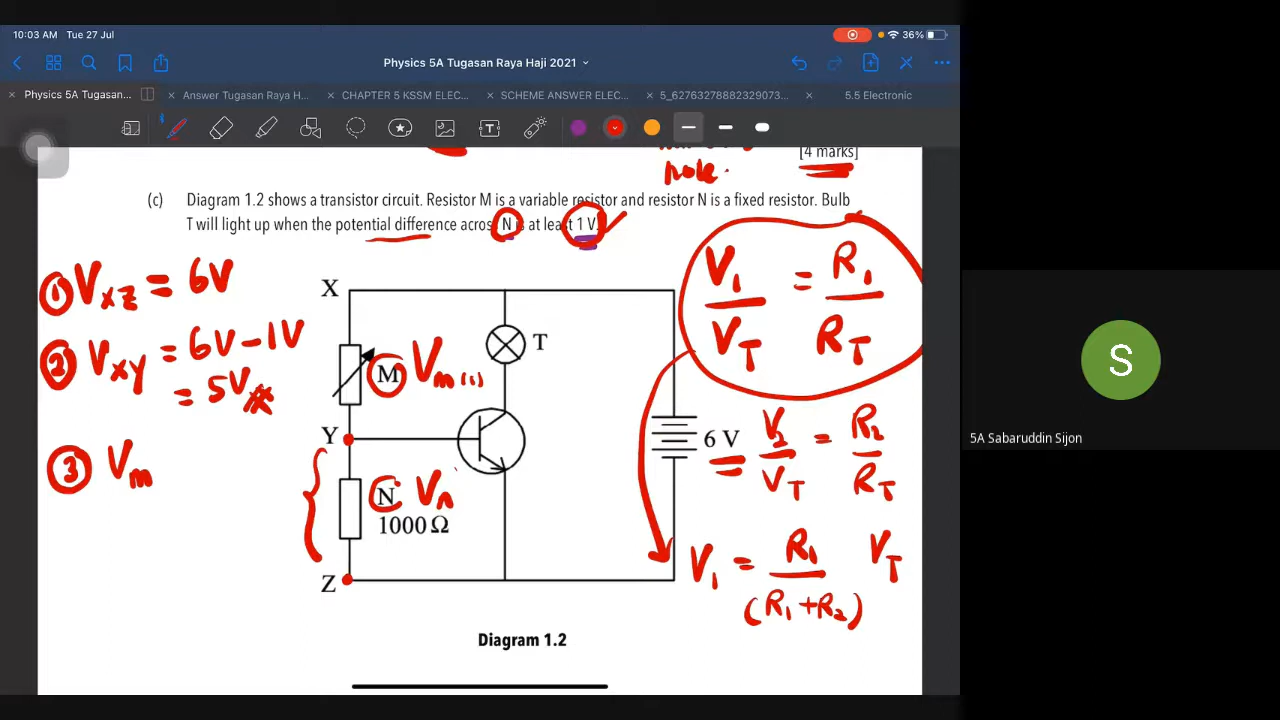 10:03 AM Tue 27 Jul
36%
Physics 5A Tugasan Raya Haji 2021
Physics 5A Tugasan...
Answer Tugasan Raya H...
CHAPTER 5 KSSM ELEC...
SCHEME ANSWER ELEC...
5_62763278882329073...
5.5 Electronic
hole.
[4 marks]
(c) Diagram 1.2 shows a transistor circuit. Resistor M is a variable resistor and resistor N is a fixed resistor. Bulb
T will light up when the potential difference across N is at least 1 V.
① VXZ = 6V
② VXY = 6V - 1V
= 5V
③ Vm
X
T
M Vm(1)
Y
N Vn
1000 Ω
Z
6 V
V1/VT = R1/RT
V2/VT = R2/RT
V1 = R1/(R1+R2) VT
Diagram 1.2
S
5A Sabaruddin Sijon